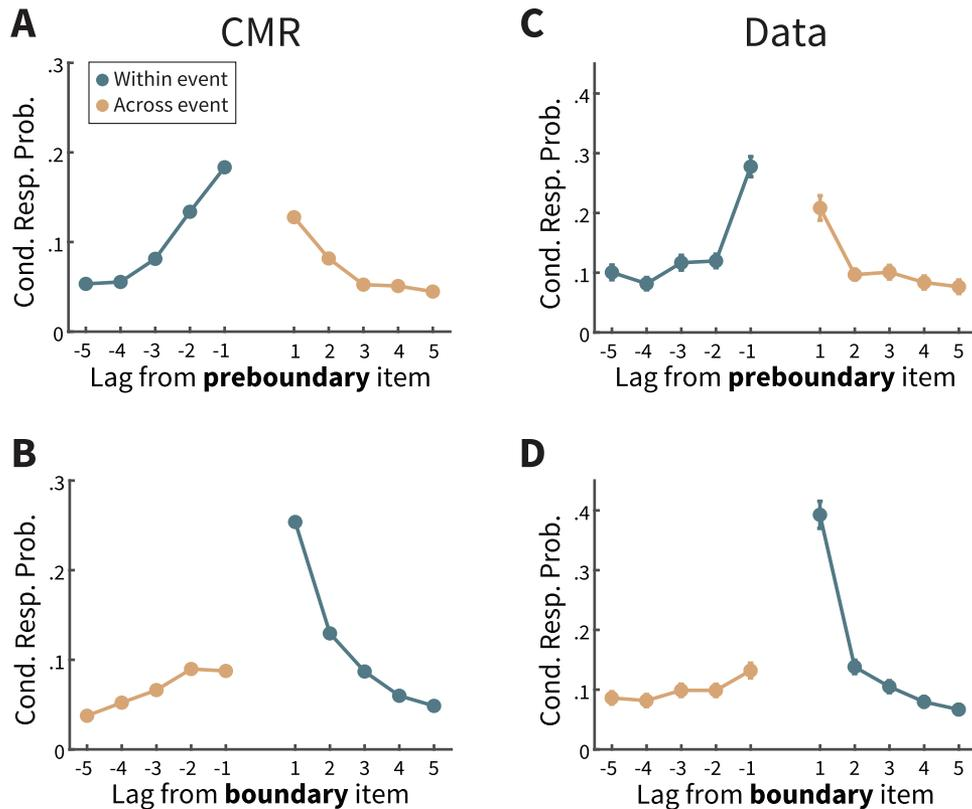 A
CMR
Within event
Across event
Cond. Resp. Prob.
.3
.2
.1
0
-5 -4 -3 -2 -1 1 2 3 4 5
Lag from preboundary item
C
Data
Cond. Resp. Prob.
.4
.3
.2
.1
0
-5 -4 -3 -2 -1 1 2 3 4 5
Lag from preboundary item
B
Cond. Resp. Prob.
.3
.2
.1
0
-5 -4 -3 -2 -1 1 2 3 4 5
Lag from boundary item
D
Cond. Resp. Prob.
.4
.3
.2
.1
0
-5 -4 -3 -2 -1 1 2 3 4 5
Lag from boundary item